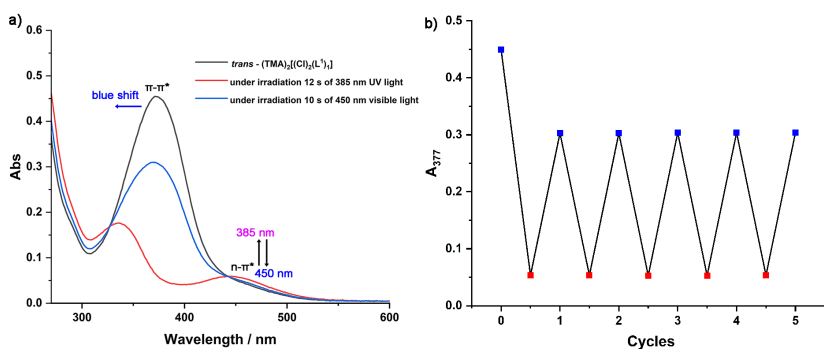 a)
trans - (TMA)₂[(Cl)₂(L¹)₁]
under irradiation 12 s of 385 nm UV light
under irradiation 10 s of 450 nm visible light
π-π*
blue shift
385 nm
n-π*
450 nm
0.6
0.5
0.4
0.3
0.2
0.1
0.0
Abs
300
400
500
600
Wavelength / nm
b)
0.5
0.4
0.3
0.2
0.1
0.0
A₃₇₇
0
1
2
3
4
5
Cycles